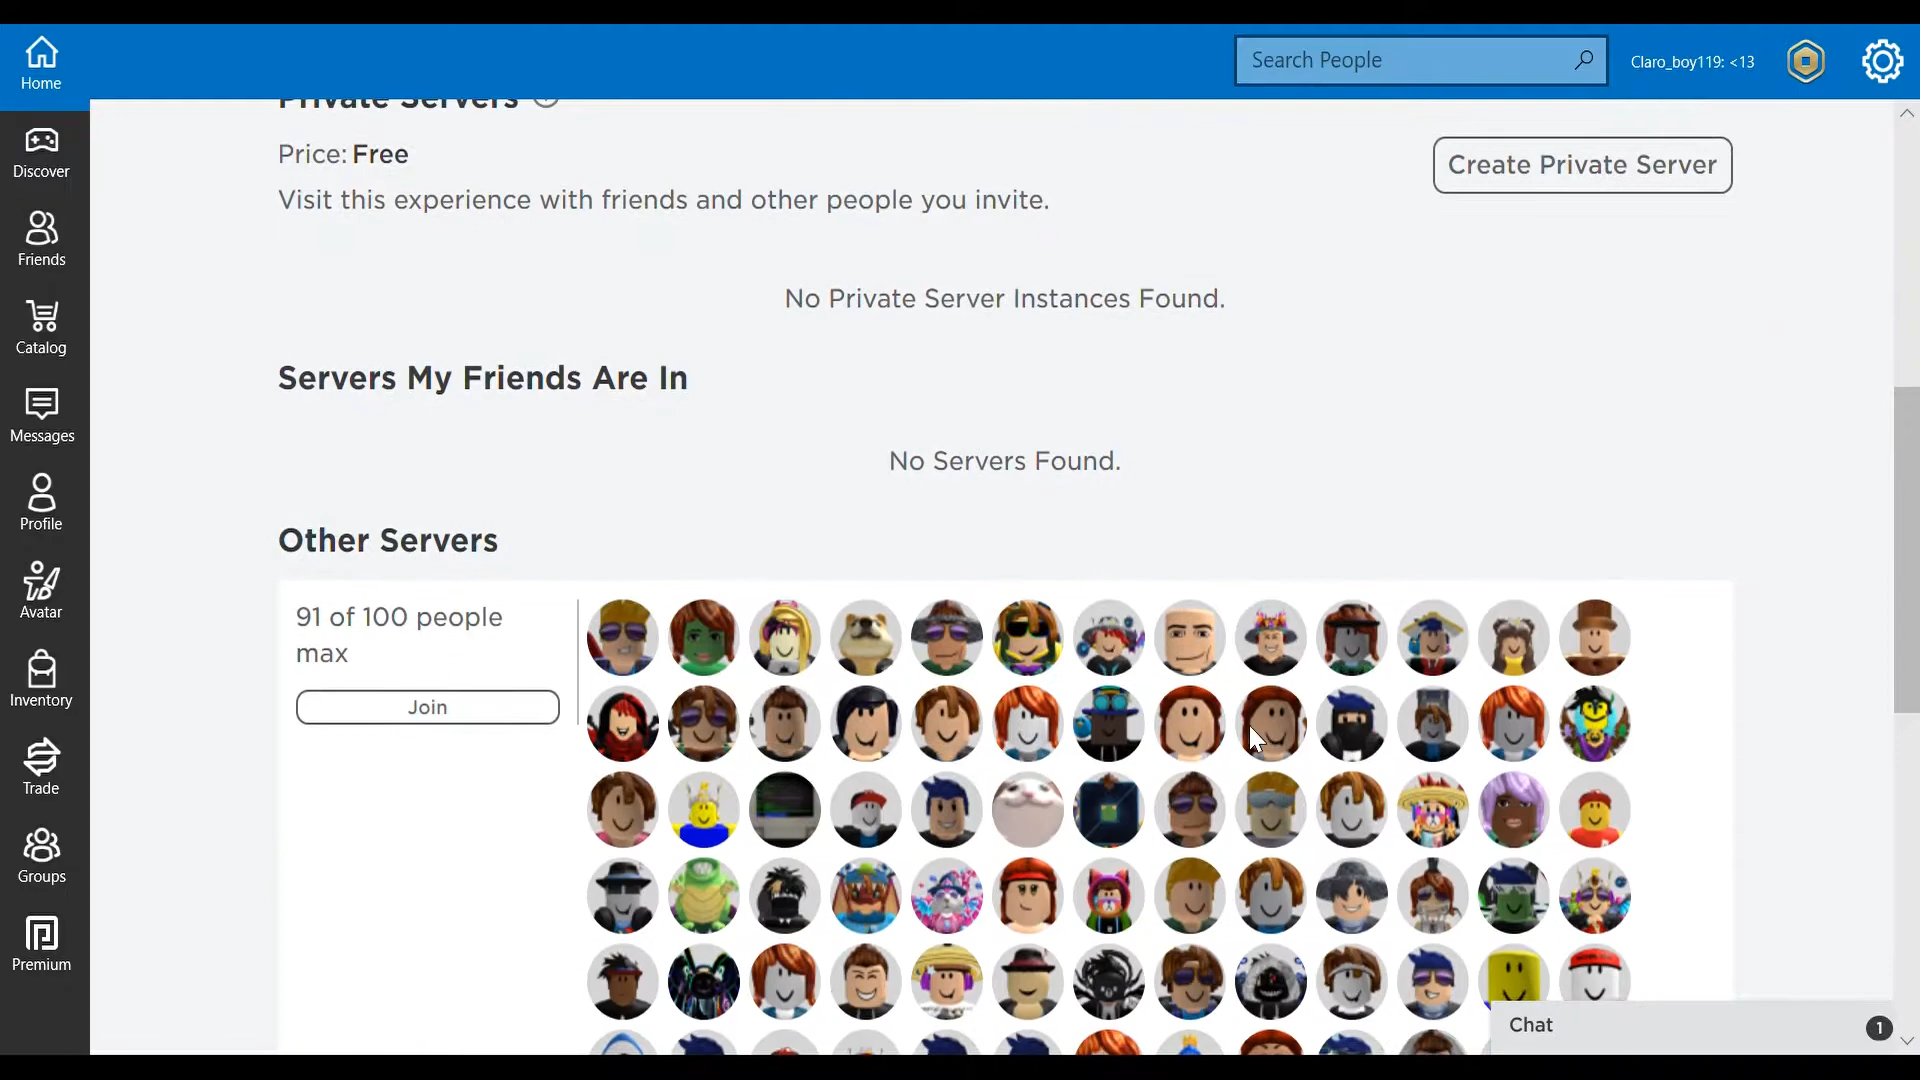 Home
Search People
Claro_boy119: <13
Discover
Friends
Catalog
Messages
Profile
Avatar
Inventory
Trade
Groups
Premium
Private Servers
Price: Free
Create Private Server
Visit this experience with friends and other people you invite.
No Private Server Instances Found.
Servers My Friends Are In
No Servers Found.
Other Servers
91 of 100 people
max
Join
Chat
1